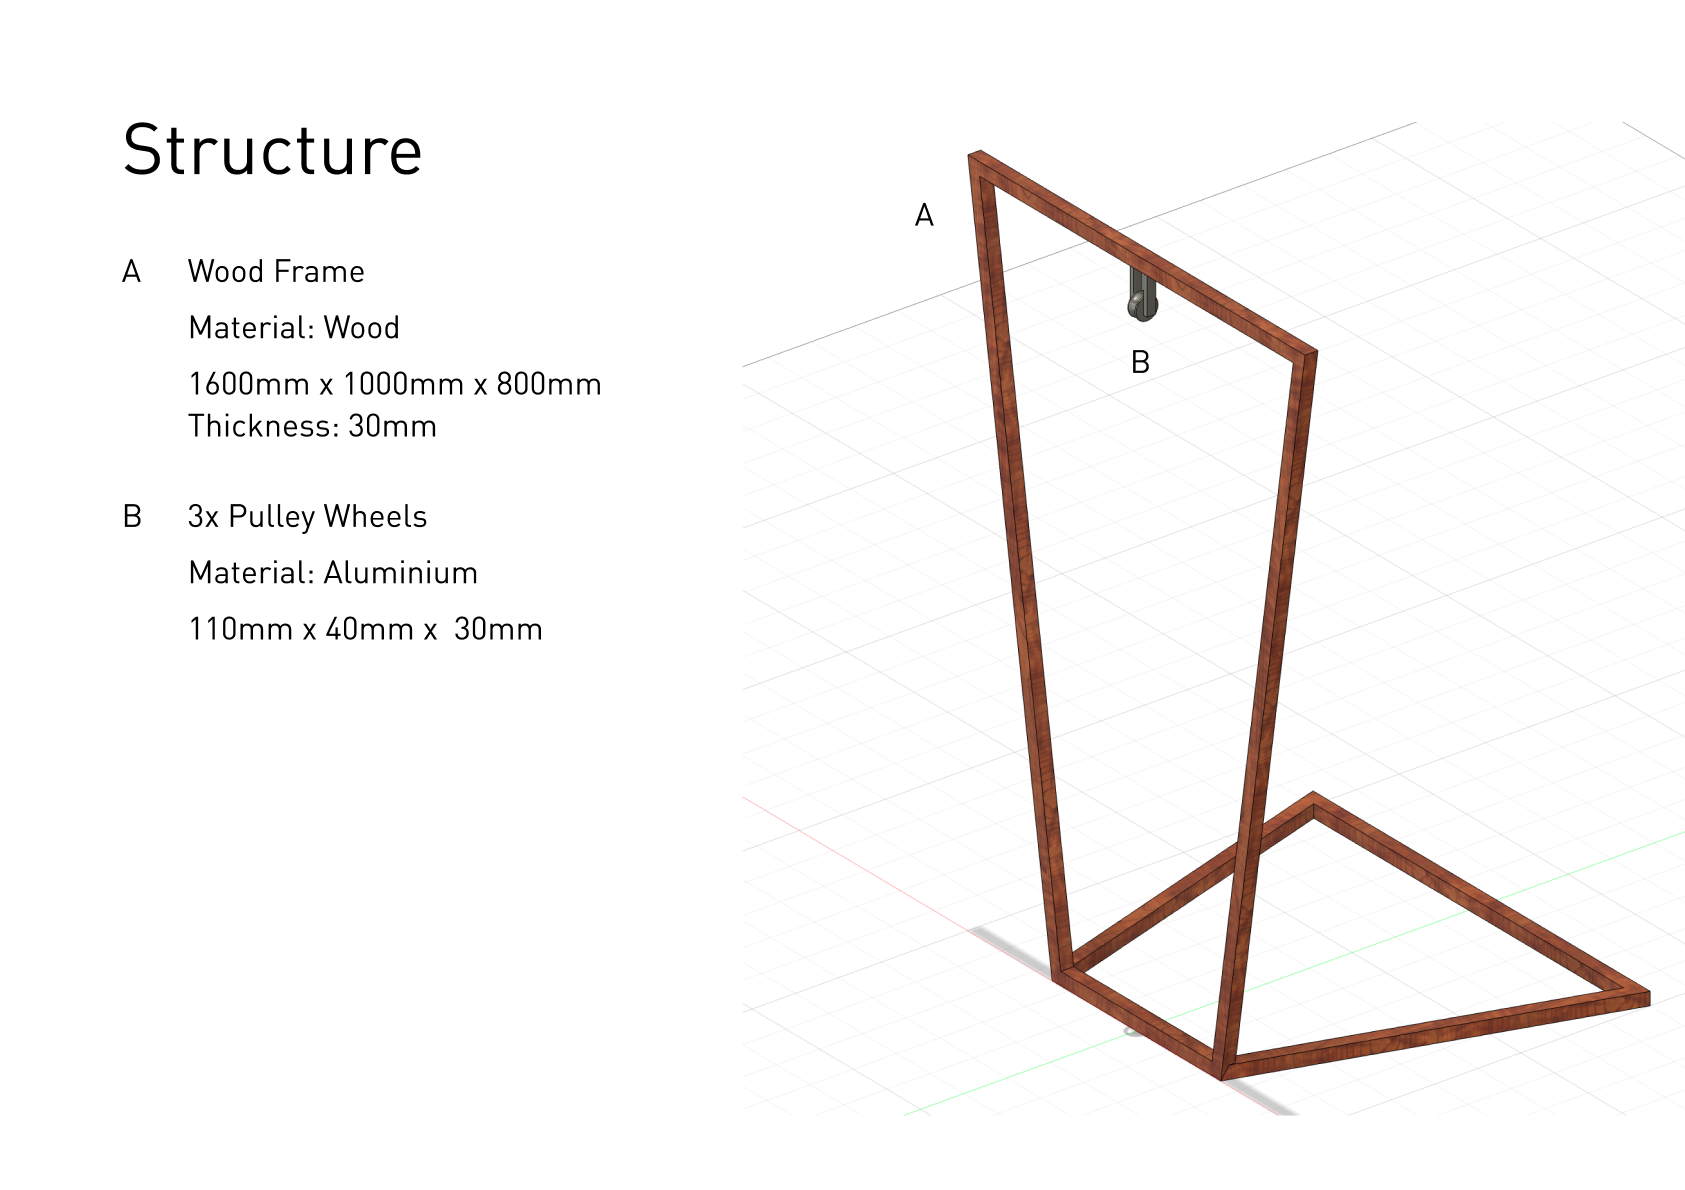 Structure
A Wood Frame
Material: Wood
1600mm x 1000mm x 800mm
Thickness: 30mm
B 3x Pulley Wheels
Material: Aluminium
110mm x 40mm x  30mm
A
B